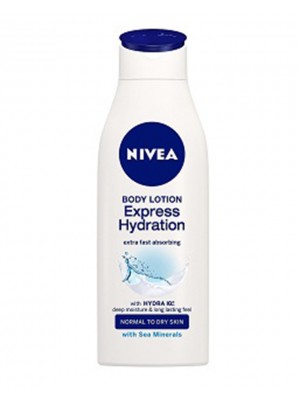 NIVEA
BODY LOTION
Express
Hydration
extra fast absorbing
with HYDRA IQ
deep moisture & long lasting feel
NORMAL TO DRY SKIN
with Sea Minerals